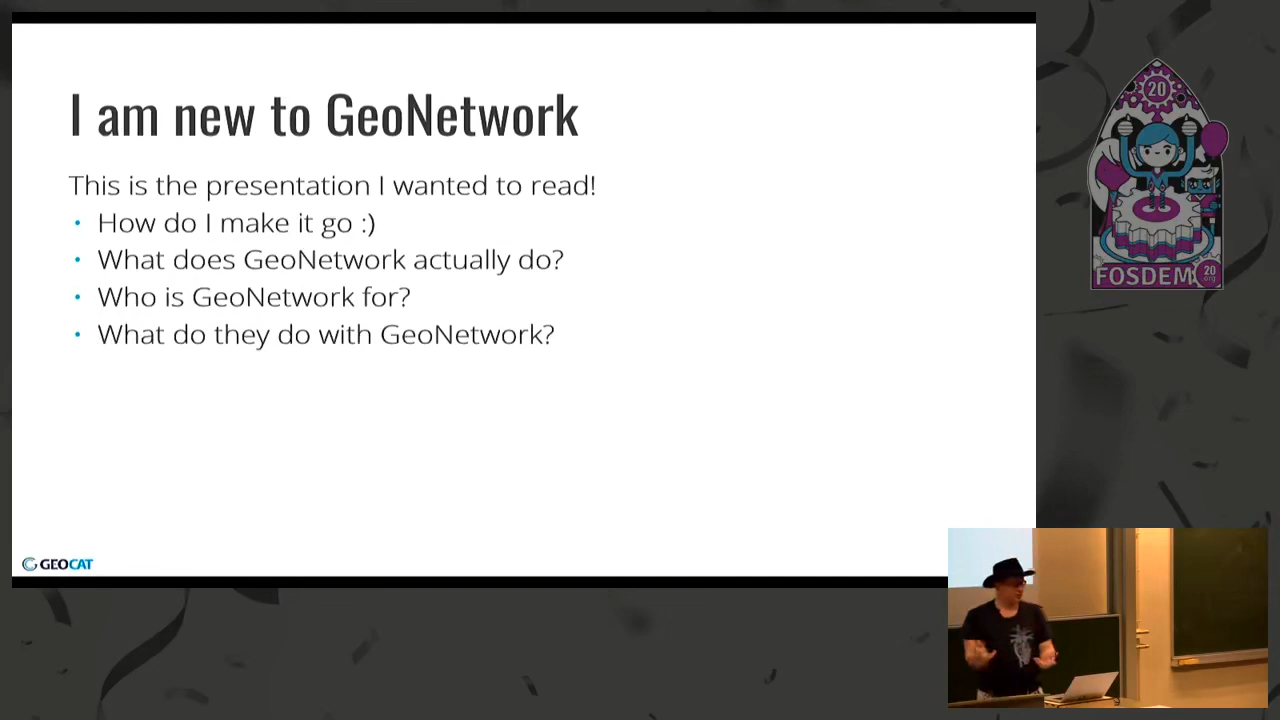 I am new to GeoNetwork
This is the presentation I wanted to read!
• How do I make it go :)
• What does GeoNetwork actually do?
• Who is GeoNetwork for?
• What do they do with GeoNetwork?
GEOCAT
20
FOSDEM
20
.org